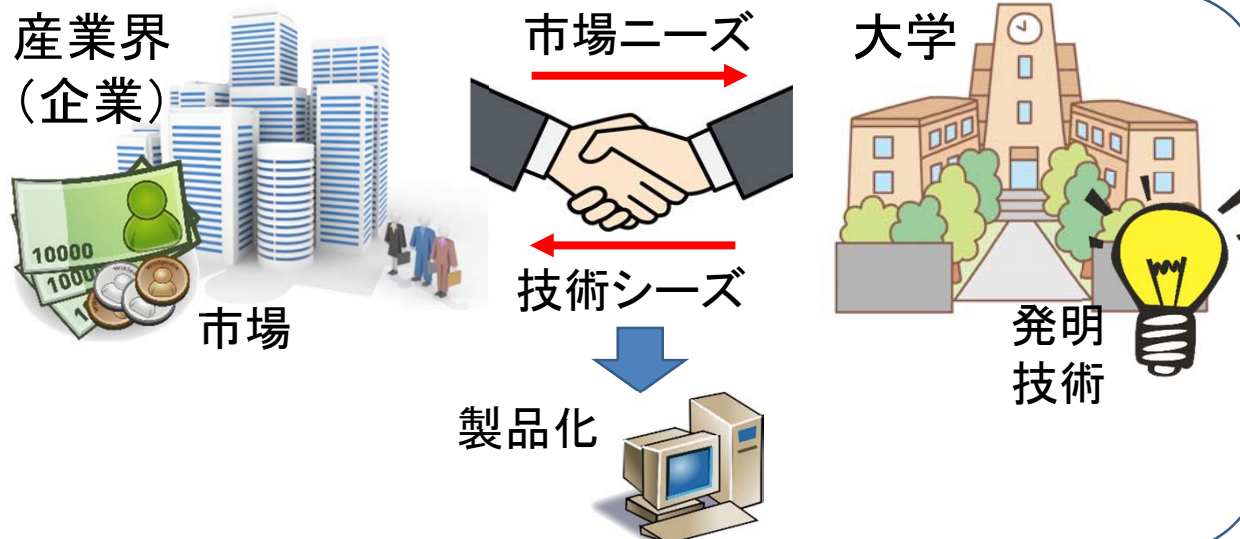 産業界
（企業）
市場ニーズ
大学
10000
1000
市場
技術シーズ
発明
技術
製品化